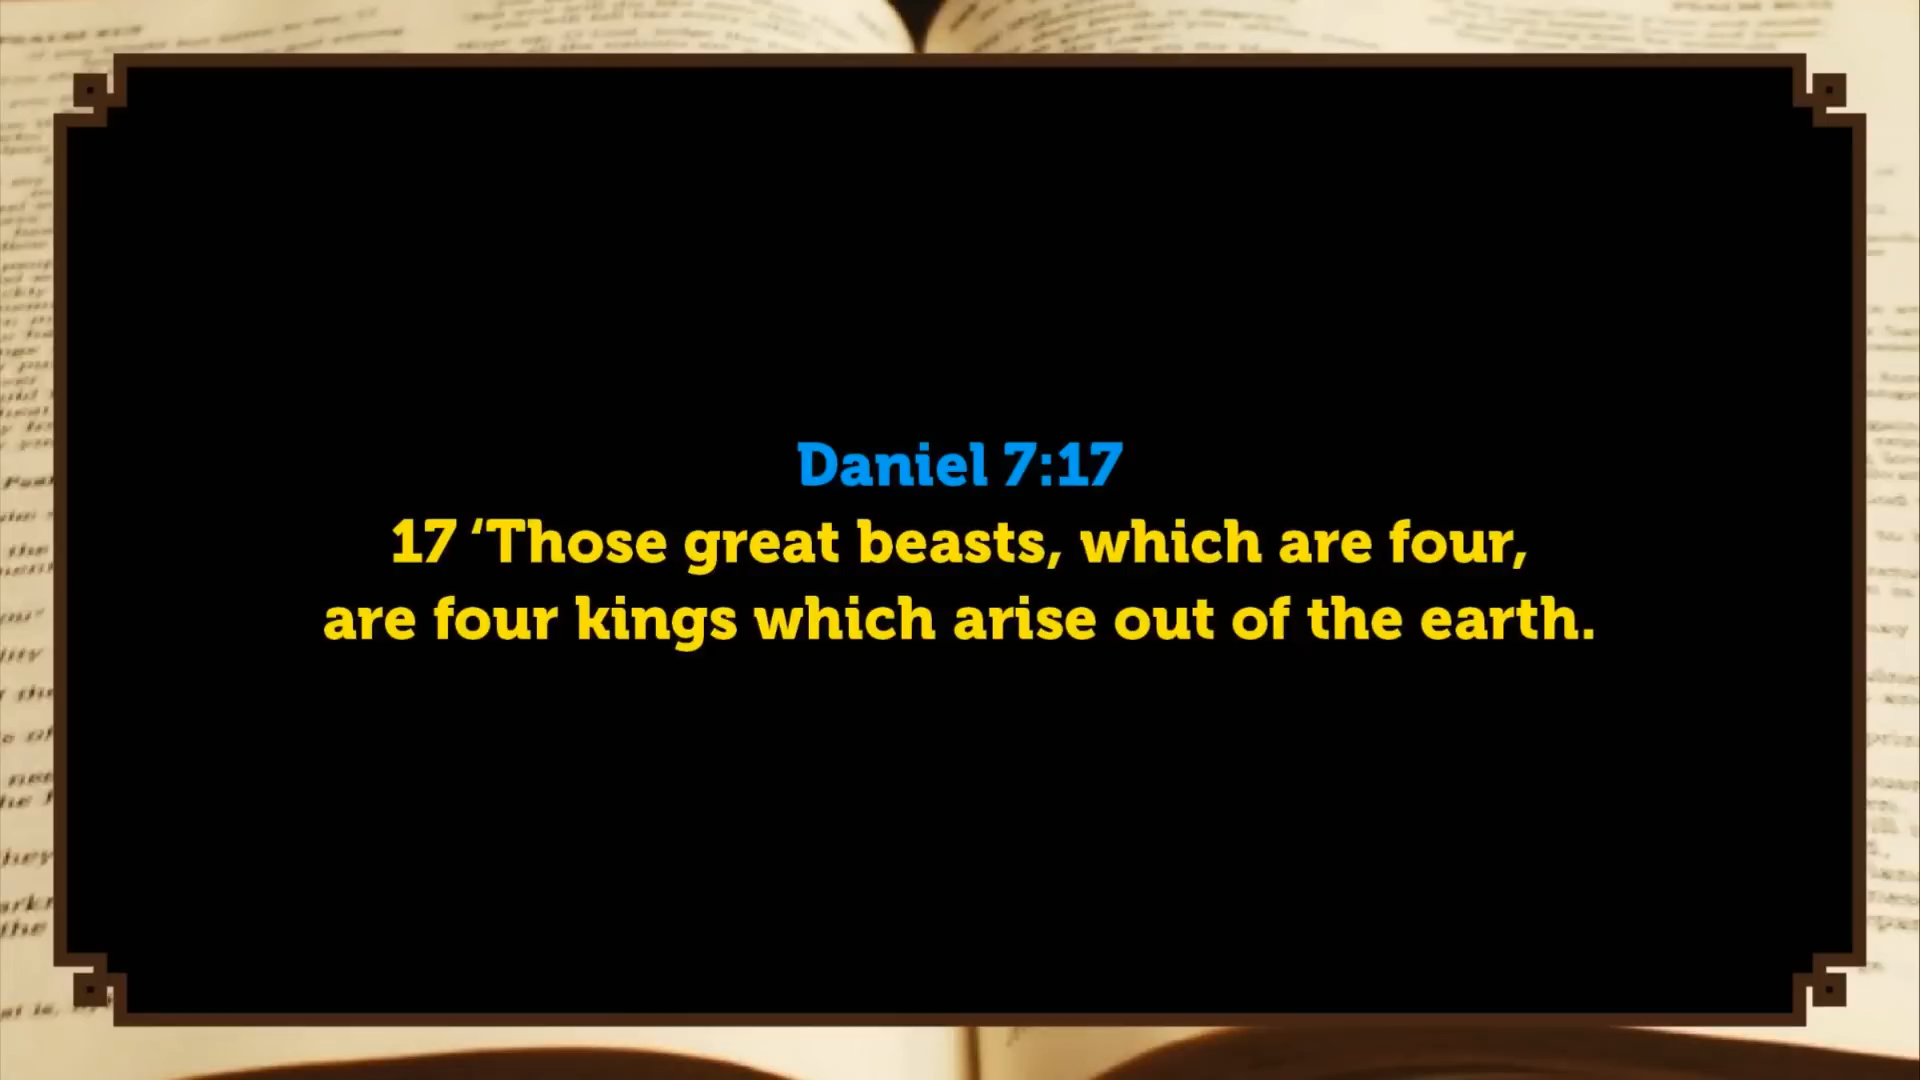 Daniel 7:17
17 ‘Those great beasts, which are four,
are four kings which arise out of the earth.